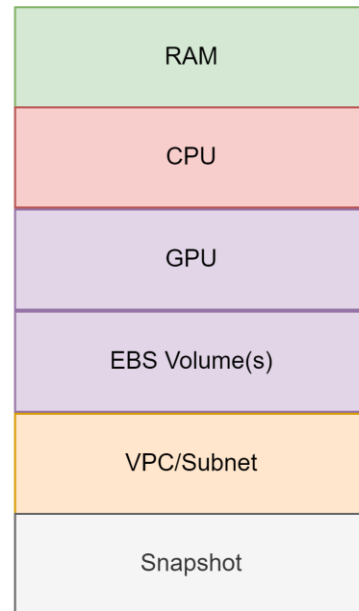 RAM
CPU
GPU
EBS Volume(s)
VPC/Subnet
Snapshot